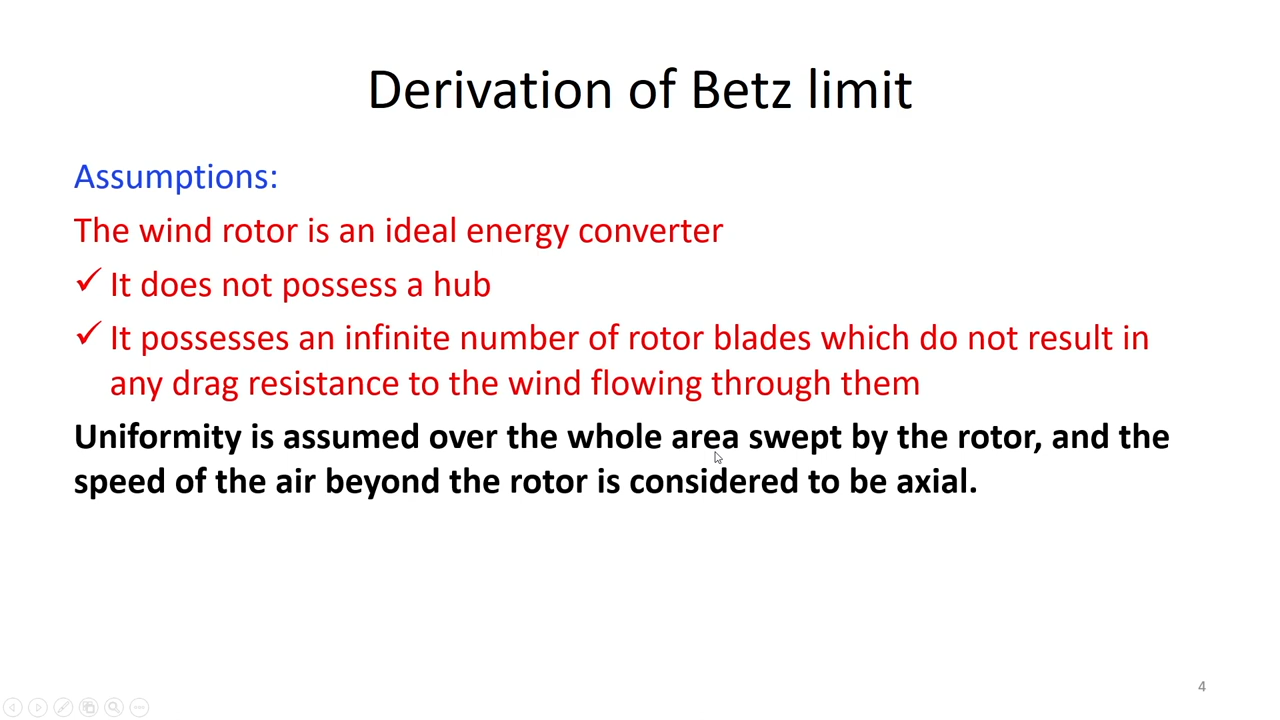 Derivation of Betz limit
Assumptions:
The wind rotor is an ideal energy converter
✓ It does not possess a hub
✓ It possesses an infinite number of rotor blades which do not result in
any drag resistance to the wind flowing through them
Uniformity is assumed over the whole area swept by the rotor, and the
speed of the air beyond the rotor is considered to be axial.
4